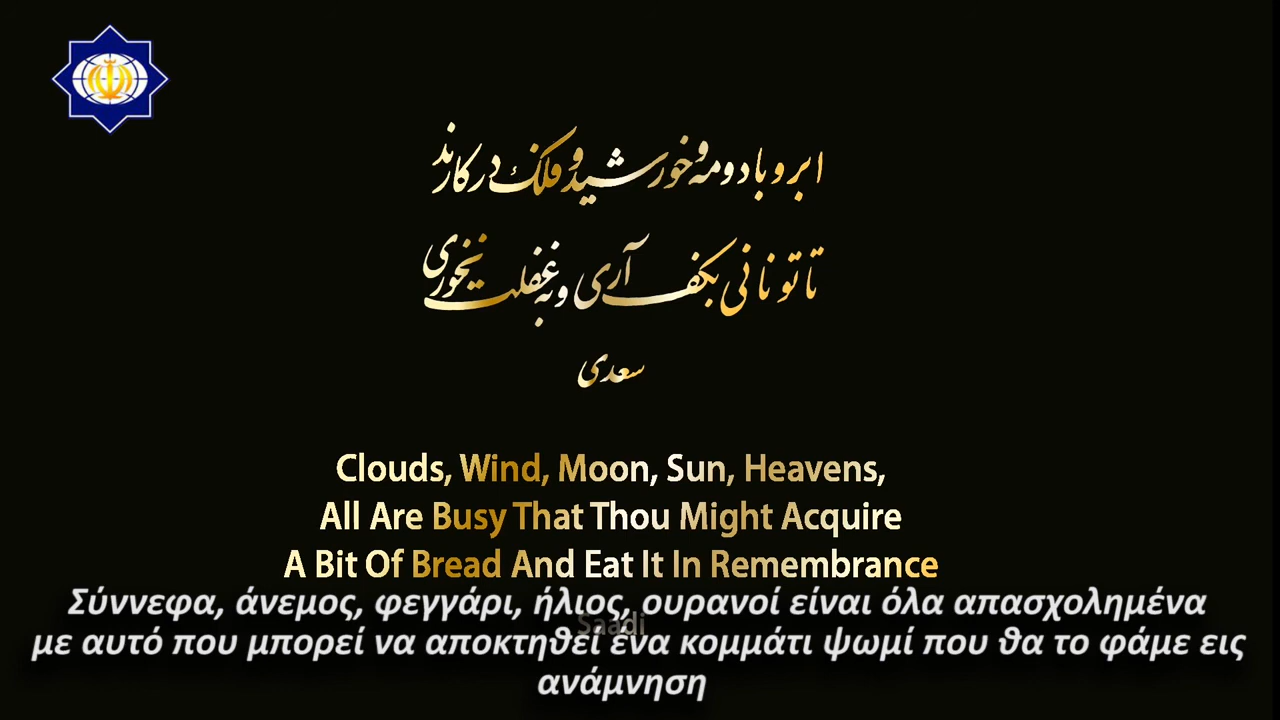 ابر و باد و مه و خورشید و فلک در کارند
تا تو نانی بکف آری و به غفلت نخوری
سعدی
Clouds, Wind, Moon, Sun, Heavens,
All Are Busy That Thou Might Acquire
A Bit Of Bread And Eat It In Remembrance
Saadi
Σύννεφα, άνεμος, φεγγάρι, ήλιος, ουρανοί είναι όλα απασχολημένα
με αυτό που μπορεί να αποκτηθεί ένα κομμάτι ψωμί που θα το φάμε εις
ανάμνηση